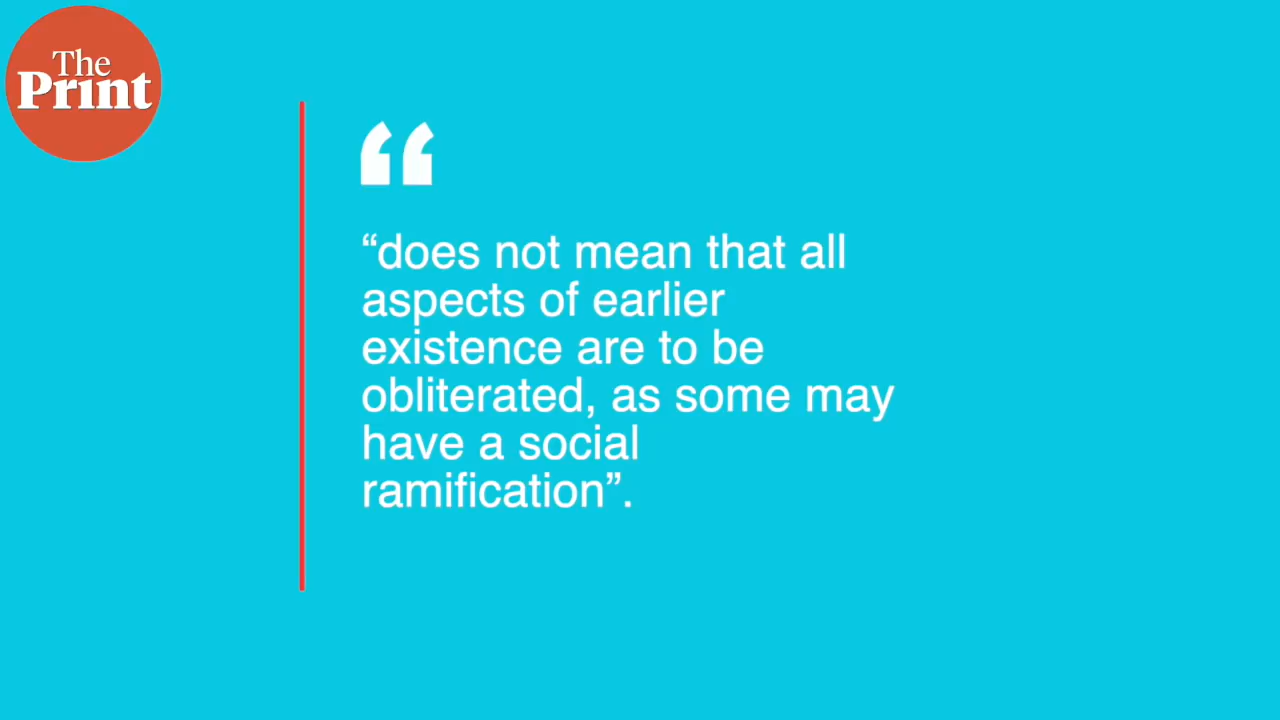 The
Print
“
“does not mean that all
aspects of earlier
existence are to be
obliterated, as some may
have a social
ramification”.